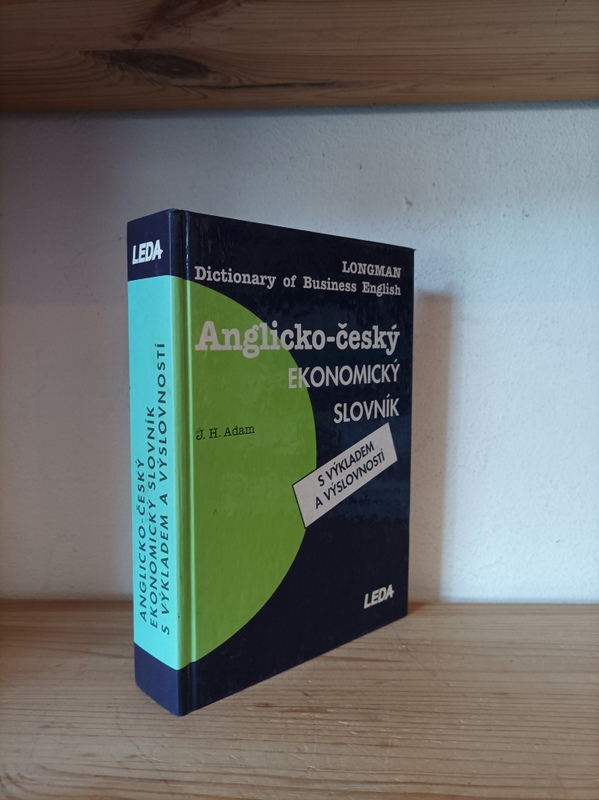 LEDA
ANGLICKO-ČESKÝ
EKONOMICKÝ SLOVNÍK
S VÝKLADEM A VÝSLOVNOSTÍ
LONGMAN
Dictionary of Business English
Anglicko-český
EKONOMICKÝ
SLOVNÍK
J. H. Adam
S VÝKLADEM
A VÝSLOVNOSTÍ
LEDA